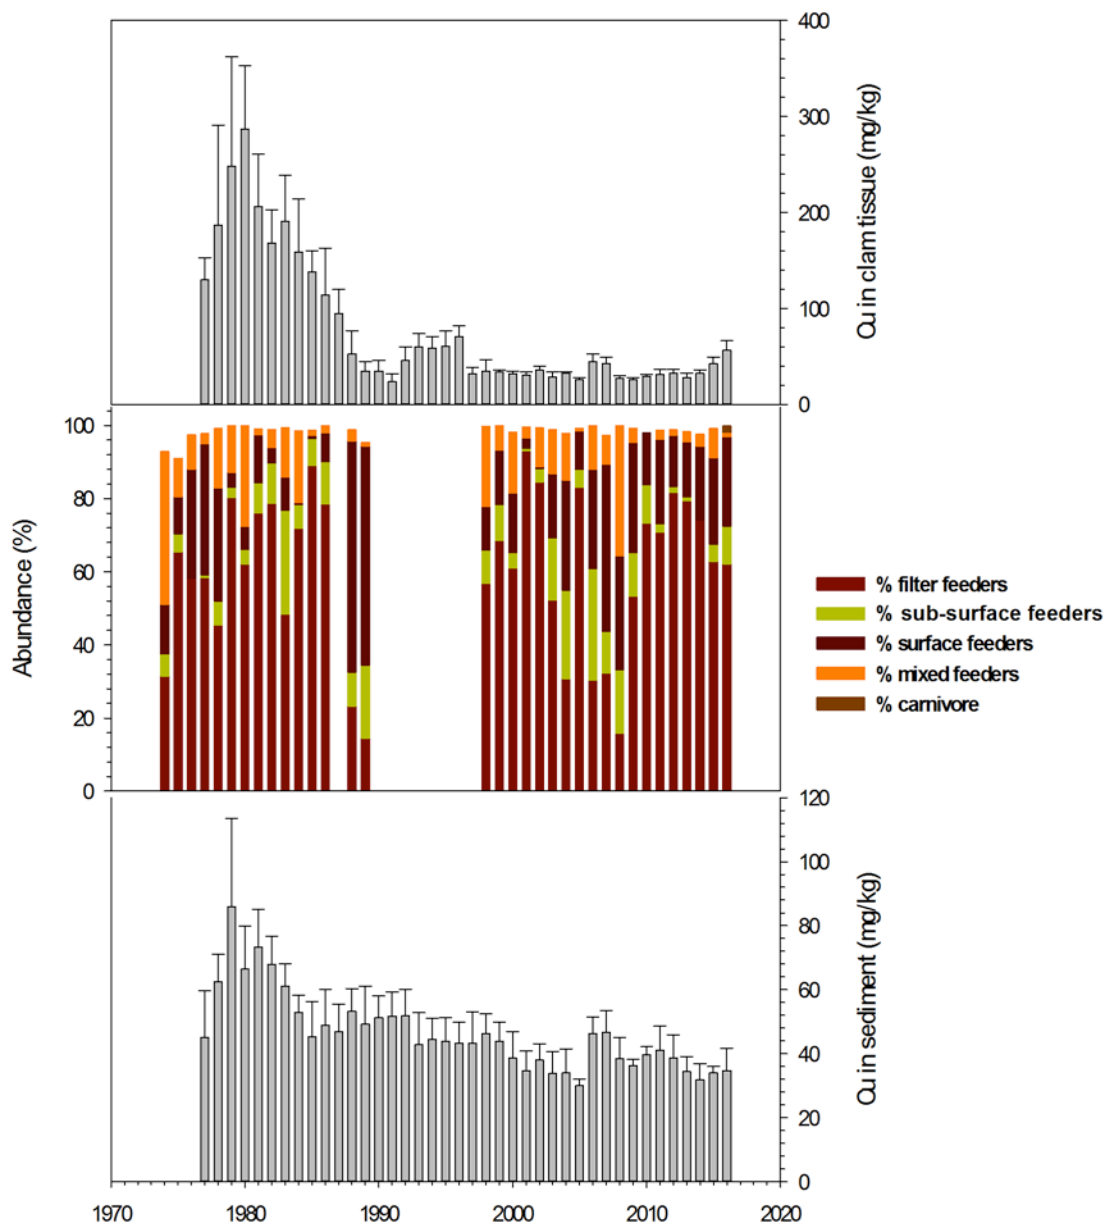 400
300
200
100
0
Cu in clam tissue (mg/kg)
100
80
60
40
20
0
Abundance (%)
% filter feeders
% sub-surface feeders
% surface feeders
% mixed feeders
% carnivore
120
100
80
60
40
20
0
Cu in sediment (mg/kg)
1970 1980 1990 2000 2010 2020